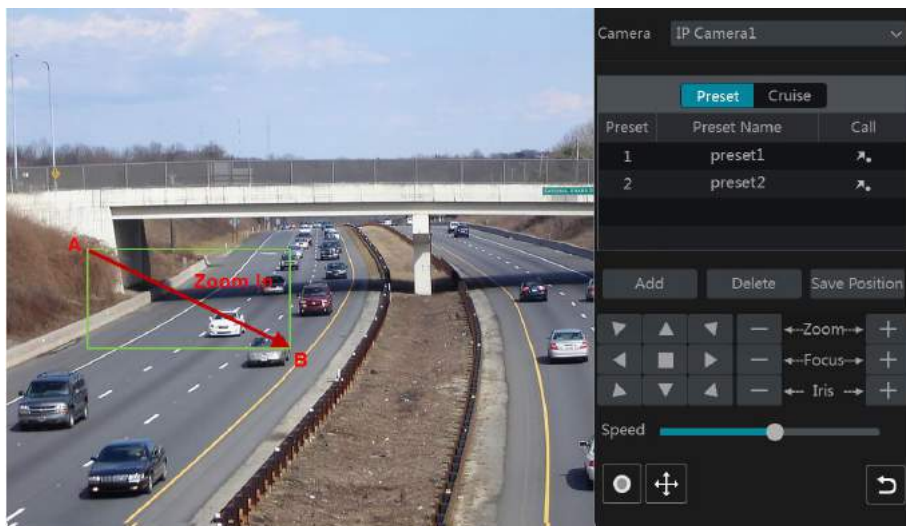 Camera IP Camera1
Preset Cruise
Preset Preset Name Call
1 preset1
2 preset2
A
Zoom In
B
Add Delete Save Position
Zoom
Focus
Iris
Speed